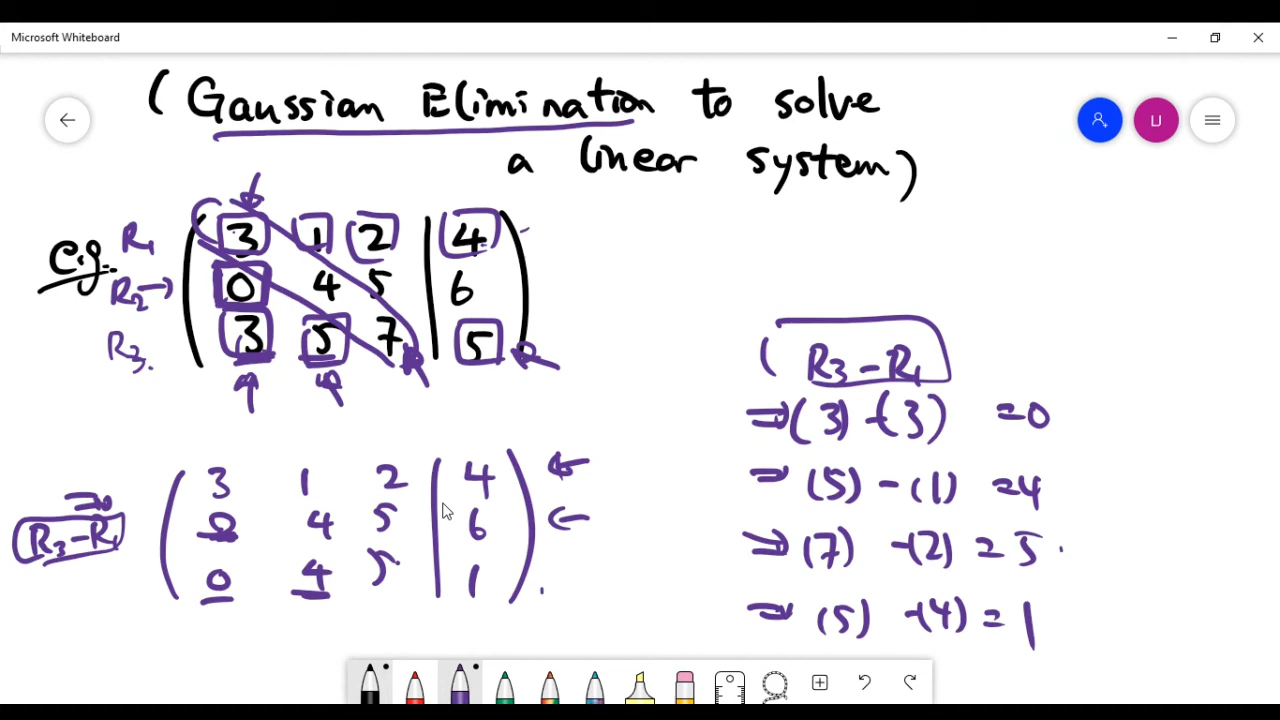 Microsoft Whiteboard
( Gaussian Elimination to solve
a linear system)
e.g. R1 3 1 2 4
R2 → 0 4 5 6
R3. 3 5 7 5
( R3 - R1
⇒ (3) - (3) = 0
⇒ (5) - (1) = 4
⇒ (7) - (2) = 5
⇒ (5) - (4) = 1
3 1 2 4 ←
R3 - R1 0 4 5 6 ←
0 4 5 1
IJ